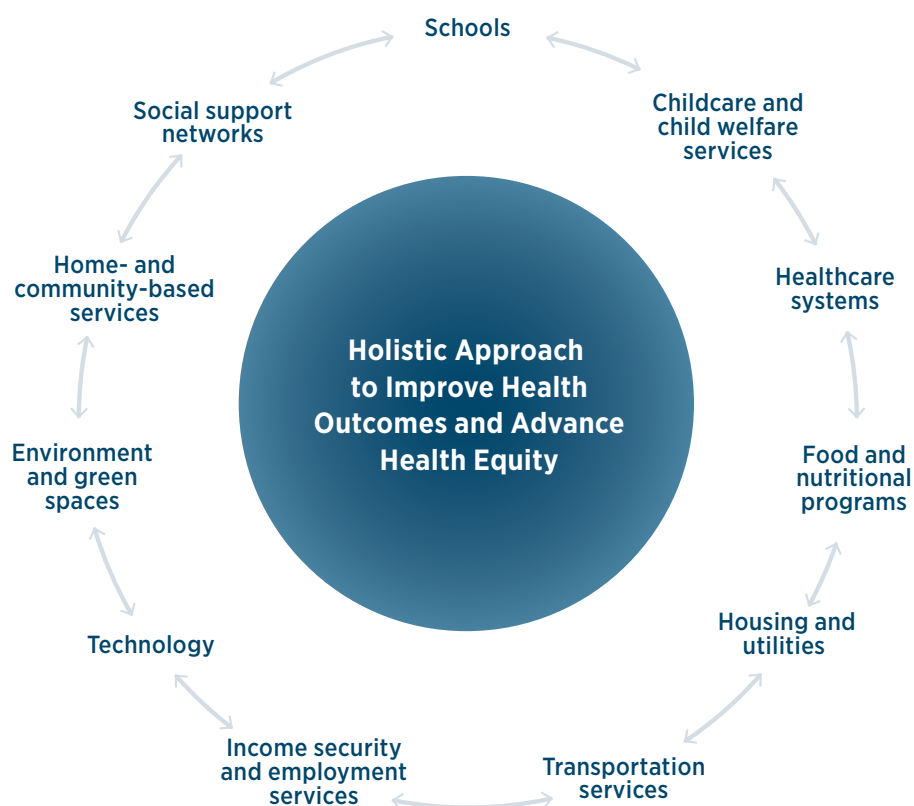 Schools
Childcare and
child welfare
services
Healthcare
systems
Food and
nutritional
programs
Housing and
utilities
Transportation
services
Income security
and employment
services
Technology
Environment
and green
spaces
Home- and
community-based
services
Social support
networks
Holistic Approach
to Improve Health
Outcomes and Advance
Health Equity